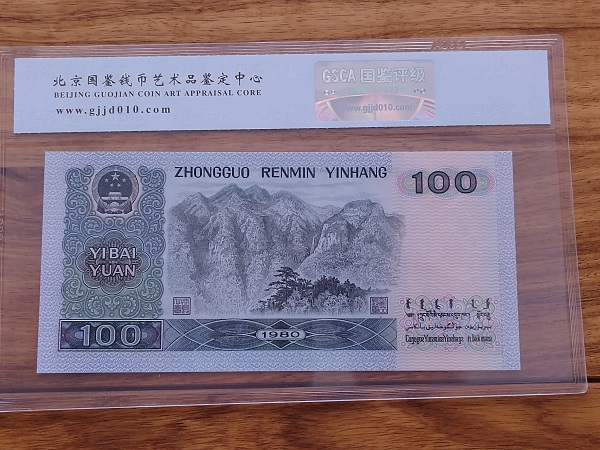 北京国鉴钱币艺术品鉴定中心
BEIJING GUOJIAN COIN ART APPRAISAL CORE
www.gjjd010.com
GSCA 国鉴评级
www.gjjd010.com
ZHONGGUO RENMIN YINHANG
100
YIBAI
YUAN
100
1980